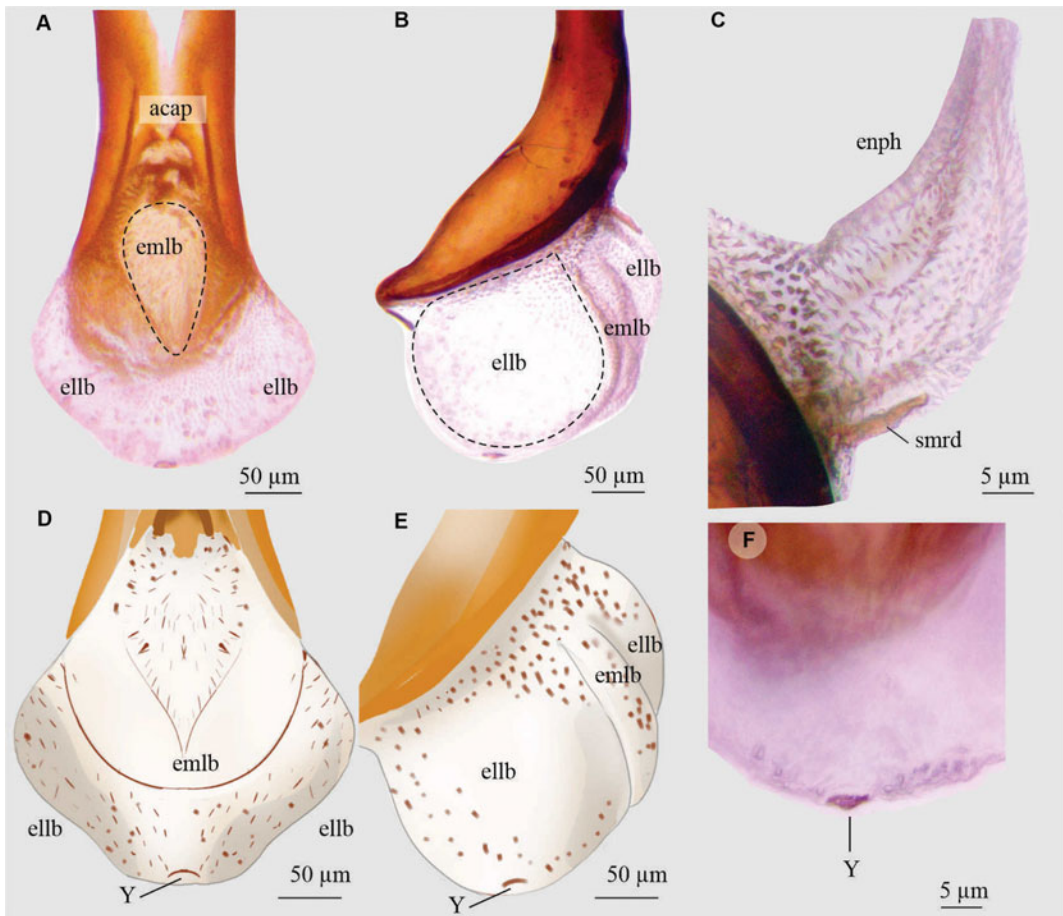 A
acap
emlb
ellb
ellb
50 µm
B
ellb
emlb
ellb
50 µm
C
enph
smrd
5 µm
D
emlb
ellb
ellb
Y
50 µm
E
ellb
emlb
ellb
Y
50 µm
F
Y
5 µm